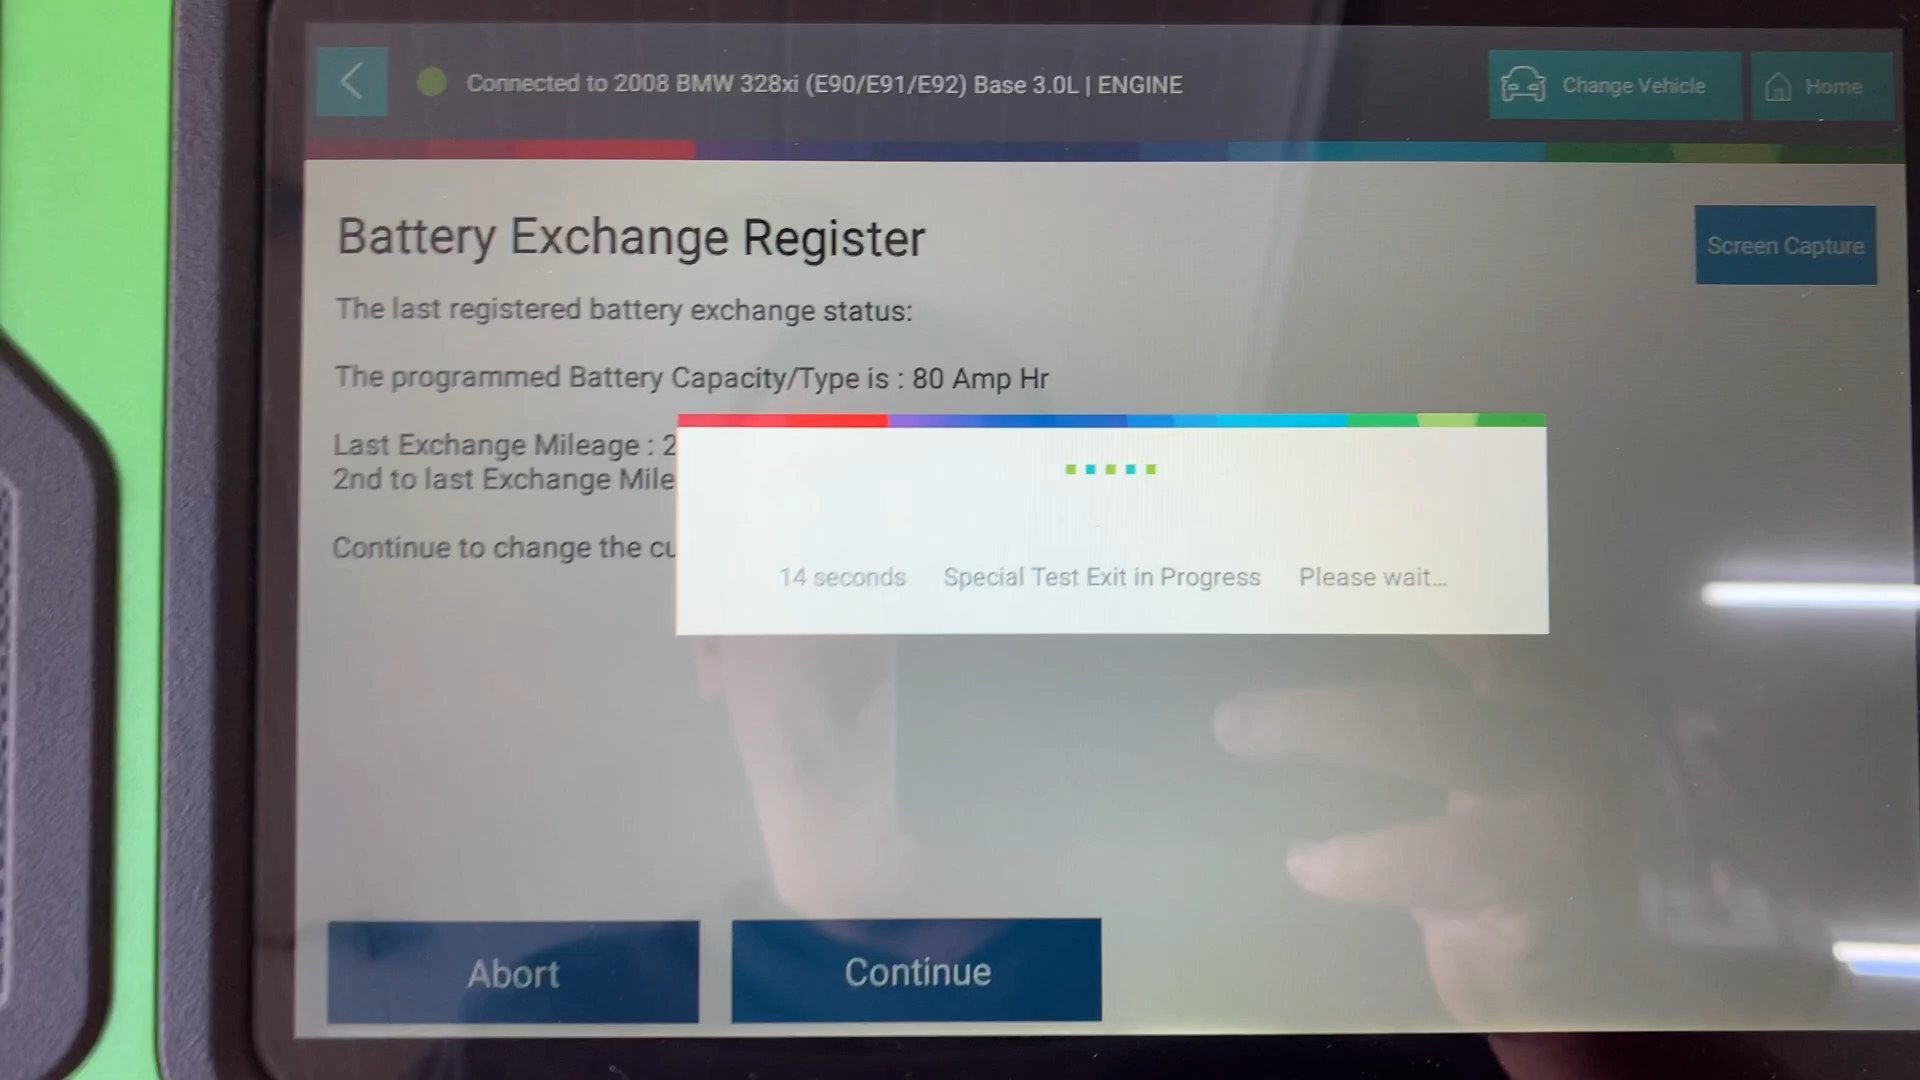 Connected to 2008 BMW 328xi (E90/E91/E92) Base 3.0L | ENGINE
Change Vehicle
Home
Battery Exchange Register
Screen Capture
The last registered battery exchange status:
The programmed Battery Capacity/Type is : 80 Amp Hr
Last Exchange Mileage : 2
2nd to last Exchange Mile
Continue to change the cu
14 seconds Special Test Exit in Progress Please wait...
Abort
Continue